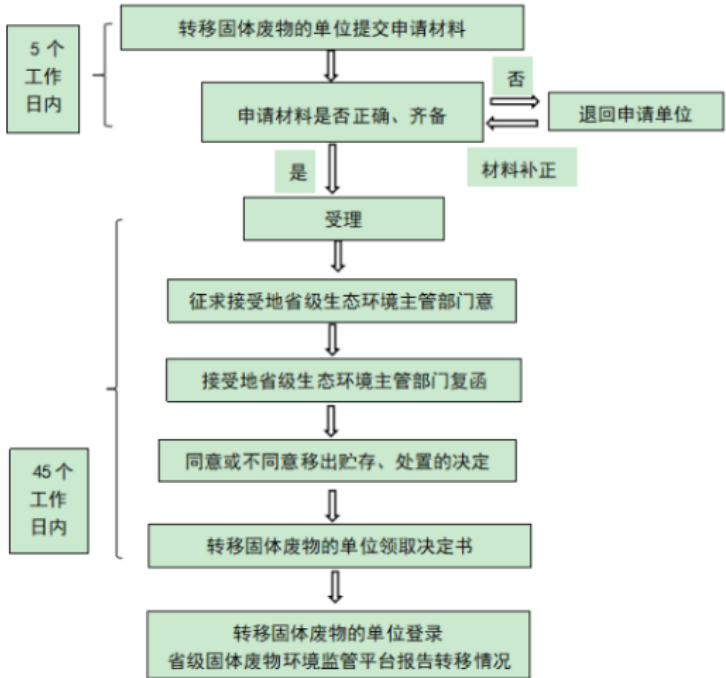 转移固体废物的单位提交申请材料
5 个
工作
日内
否
申请材料是否正确、齐备
退回申请单位
是
材料补正
受理
征求接受地省级生态环境主管部门意
接受地省级生态环境主管部门复函
同意或不同意移出贮存、处置的决定
45 个
工作
日内
转移固体废物的单位领取决定书
转移固体废物的单位登录
省级固体废物环境监管平台报告转移情况